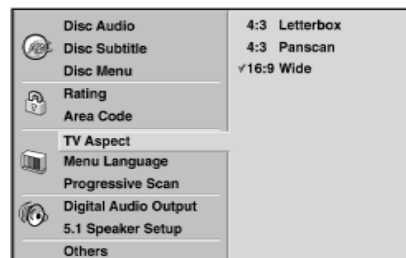 Disc Audio
Disc Subtitle
Disc Menu
Rating
Area Code
TV Aspect
Menu Language
Progressive Scan
Digital Audio Output
5.1 Speaker Setup
Others
4:3 Letterbox
4:3 Panscan
✓16:9 Wide